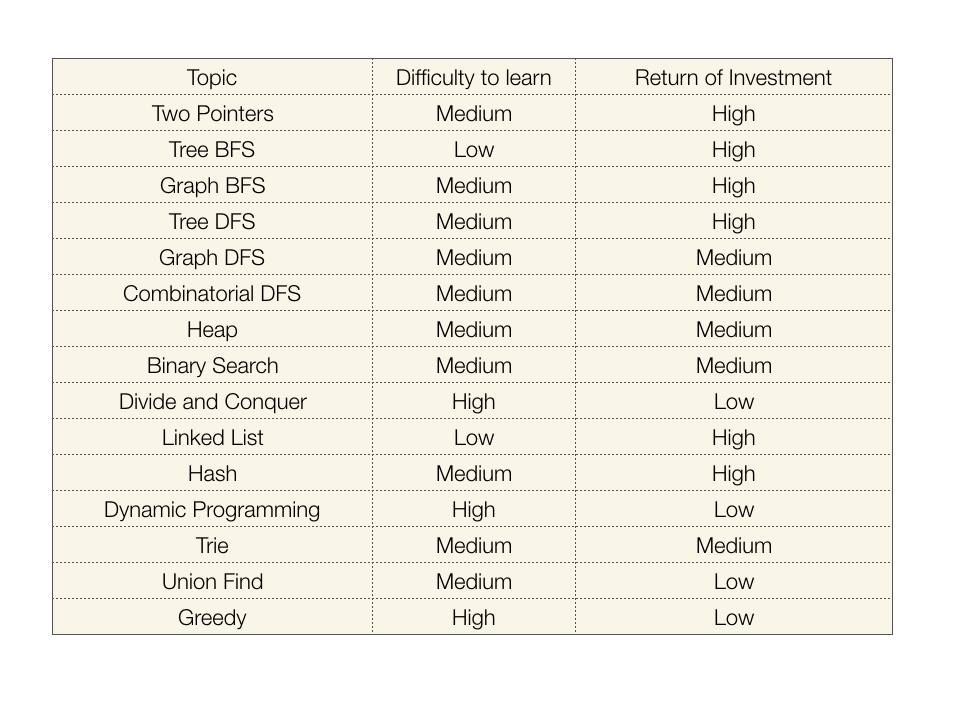 Topic Difficulty to learn Return of Investment
Two Pointers Medium High
Tree BFS Low High
Graph BFS Medium High
Tree DFS Medium High
Graph DFS Medium Medium
Combinatorial DFS Medium Medium
Heap Medium Medium
Binary Search Medium Medium
Divide and Conquer High Low
Linked List Low High
Hash Medium High
Dynamic Programming High Low
Trie Medium Medium
Union Find Medium Low
Greedy High Low